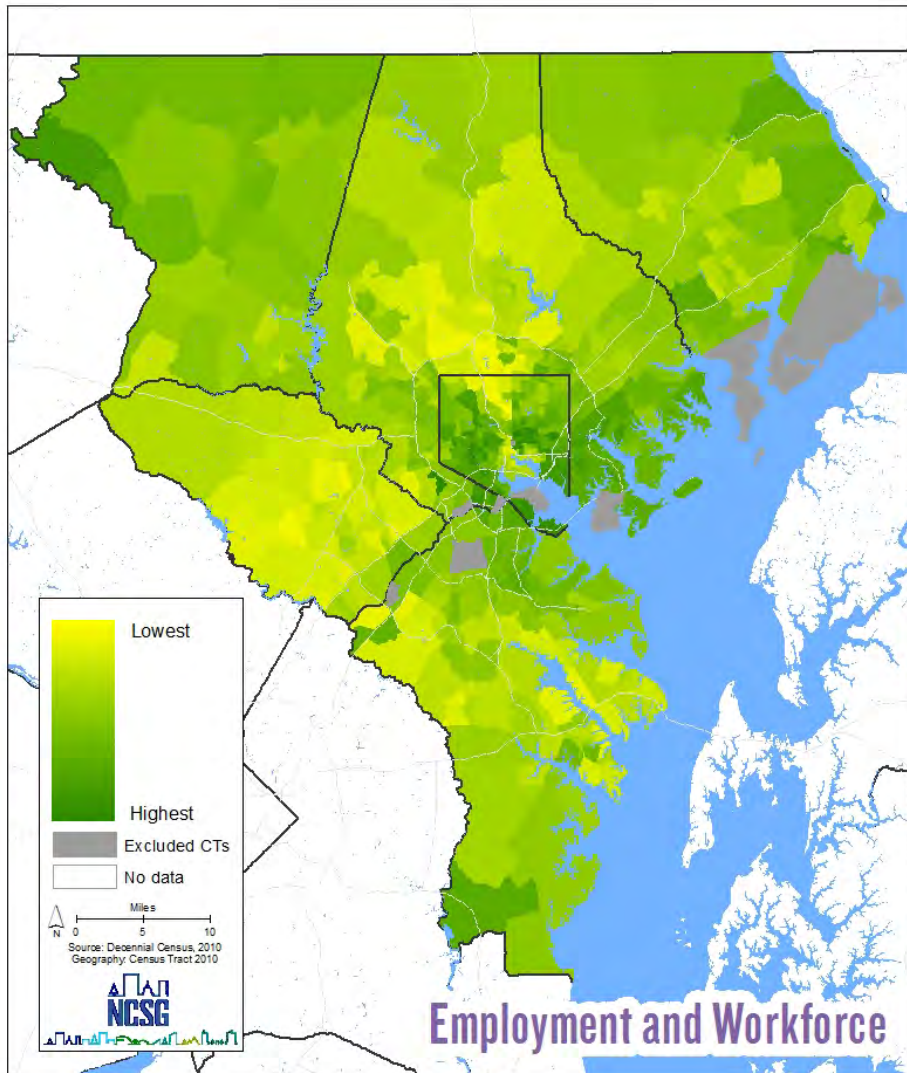 Lowest
Highest
Excluded CTs
No data
Miles
N 0 5 10
Source: Decennial Census, 2010
Geography: Census Tract 2010
NCSG
Employment and Workforce